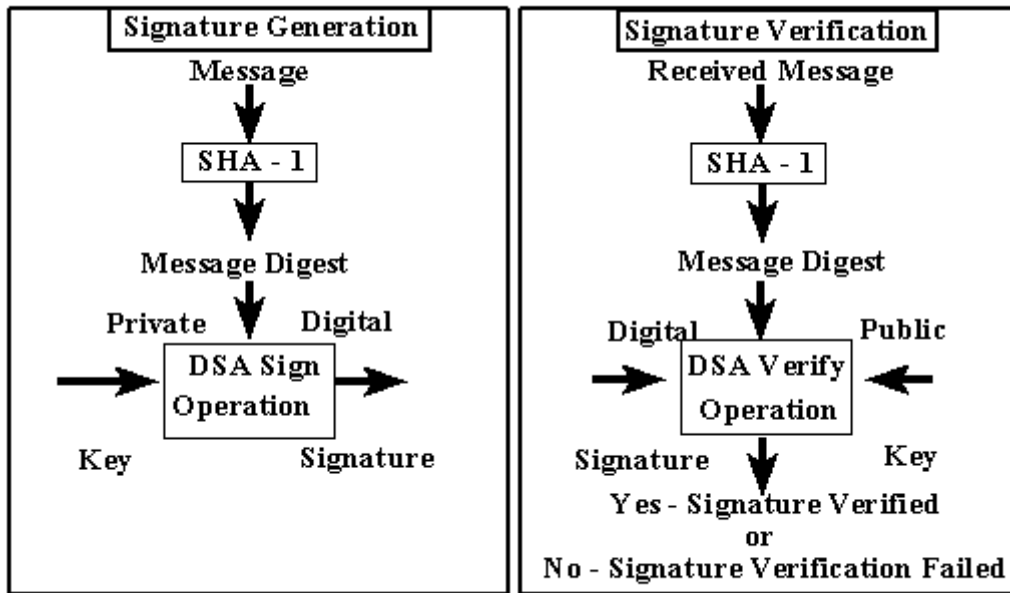 Signature Generation
Message
SHA - 1
Message Digest
Private
Digital
DSA Sign
Operation
Key
Signature
Signature Verification
Received Message
SHA - 1
Message Digest
Digital
Public
DSA Verify
Operation
Signature
Key
Yes - Signature Verified
or
No - Signature Verification Failed